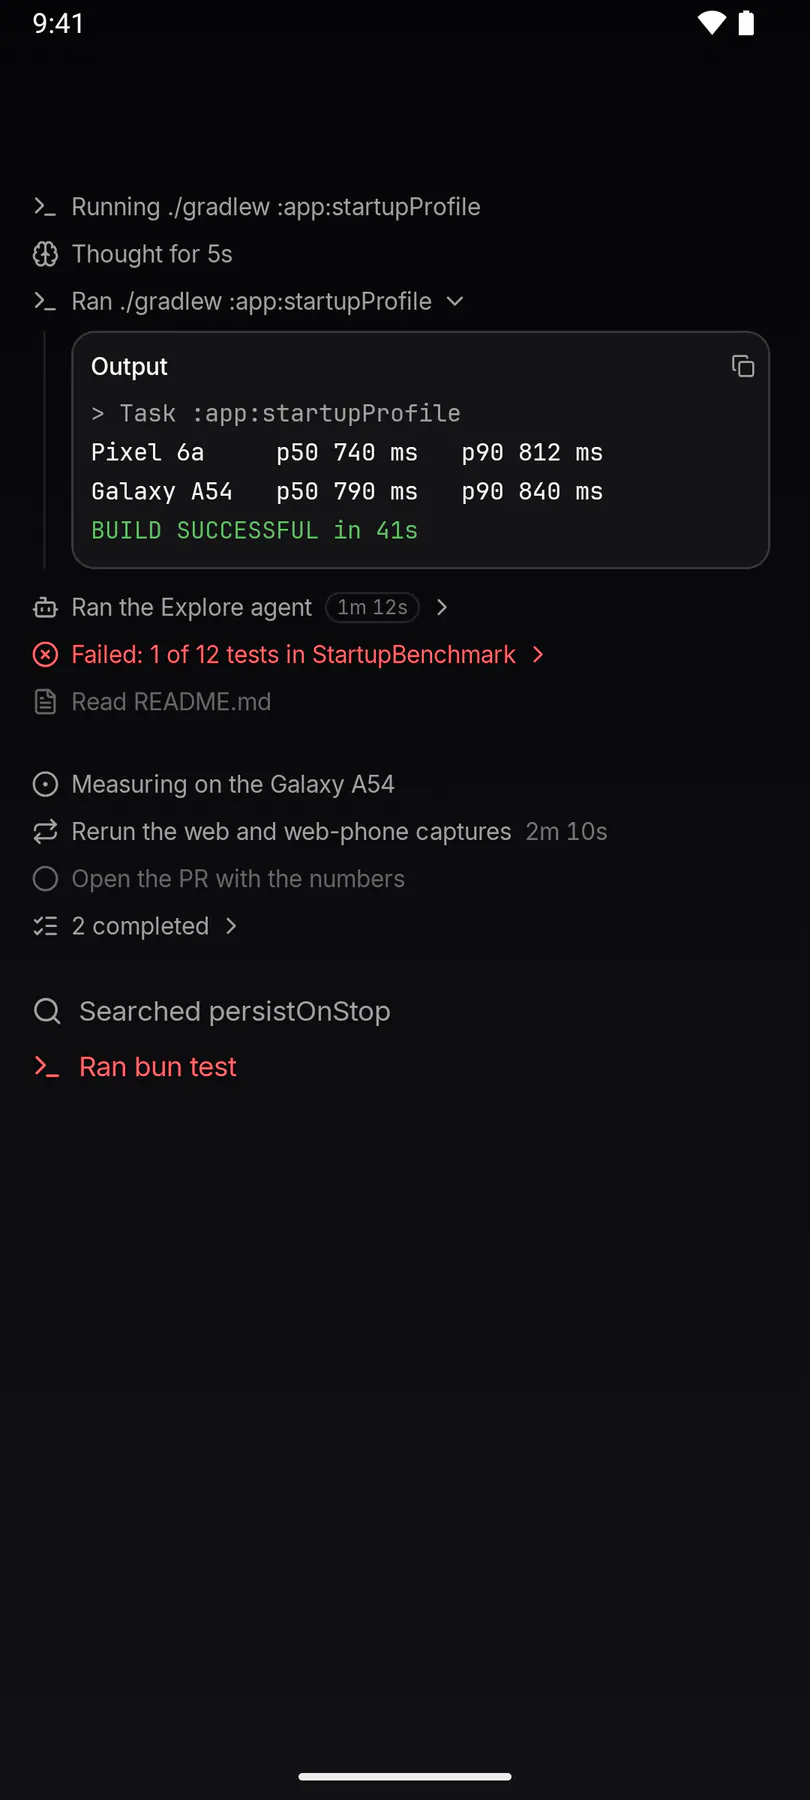 9:41
Running ./gradlew :app:startupProfile
Thought for 5s
Ran ./gradlew :app:startupProfile
Output
> Task :app:startupProfile
Pixel 6a p50 740 ms p90 812 ms
Galaxy A54 p50 790 ms p90 840 ms
BUILD SUCCESSFUL in 41s
Ran the Explore agent 1m 12s
Failed: 1 of 12 tests in StartupBenchmark
Read README.md
Measuring on the Galaxy A54
Rerun the web and web-phone captures 2m 10s
Open the PR with the numbers
2 completed
Searched persistOnStop
Ran bun test